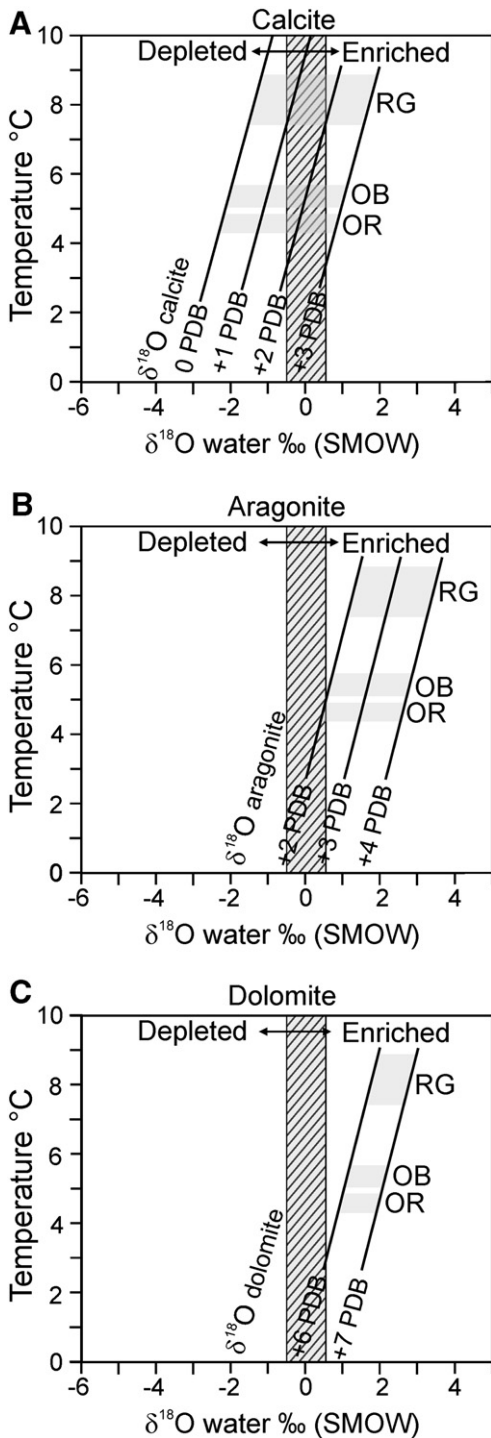 A
Calcite
Depleted
Enriched
Temperature °C
10
8
6
4
2
0
RG
OB
OR
δ18O calcite
0 PDB
+1 PDB
+2 PDB
+3 PDB
-6
-4
-2
0
2
4
δ18O water ‰ (SMOW)
B
Aragonite
Depleted
Enriched
Temperature °C
10
8
6
4
2
0
RG
OB
OR
δ18O aragonite
+2 PDB
+3 PDB
+4 PDB
-6
-4
-2
0
2
4
δ18O water ‰ (SMOW)
C
Dolomite
Depleted
Enriched
Temperature °C
10
8
6
4
2
0
RG
OB
OR
δ18O dolomite
+6 PDB
+7 PDB
-6
-4
-2
0
2
4
δ18O water ‰ (SMOW)